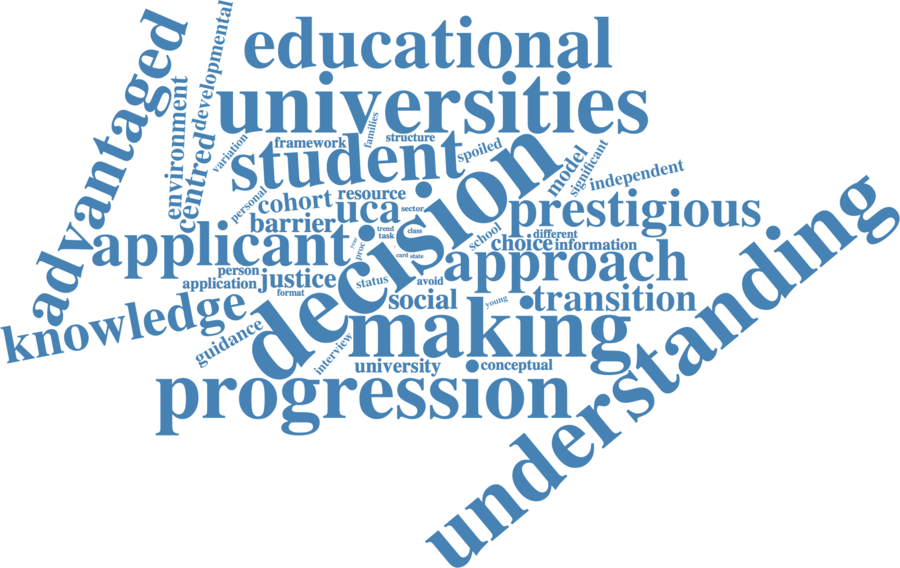 educational
universities
advantaged
environment
centred
developmental
variation
framework
families
structure
student
spoiled
decision
model
significant
independent
personal
cohort
resource
barrier
uca
sector
prestigious
understanding
applicant
trend
task
class
card
state
school
different
choice
information
approach
person
application
justice
format
status
avoid
social
young
transition
knowledge
guidance
interview
making
university
conceptual
progression